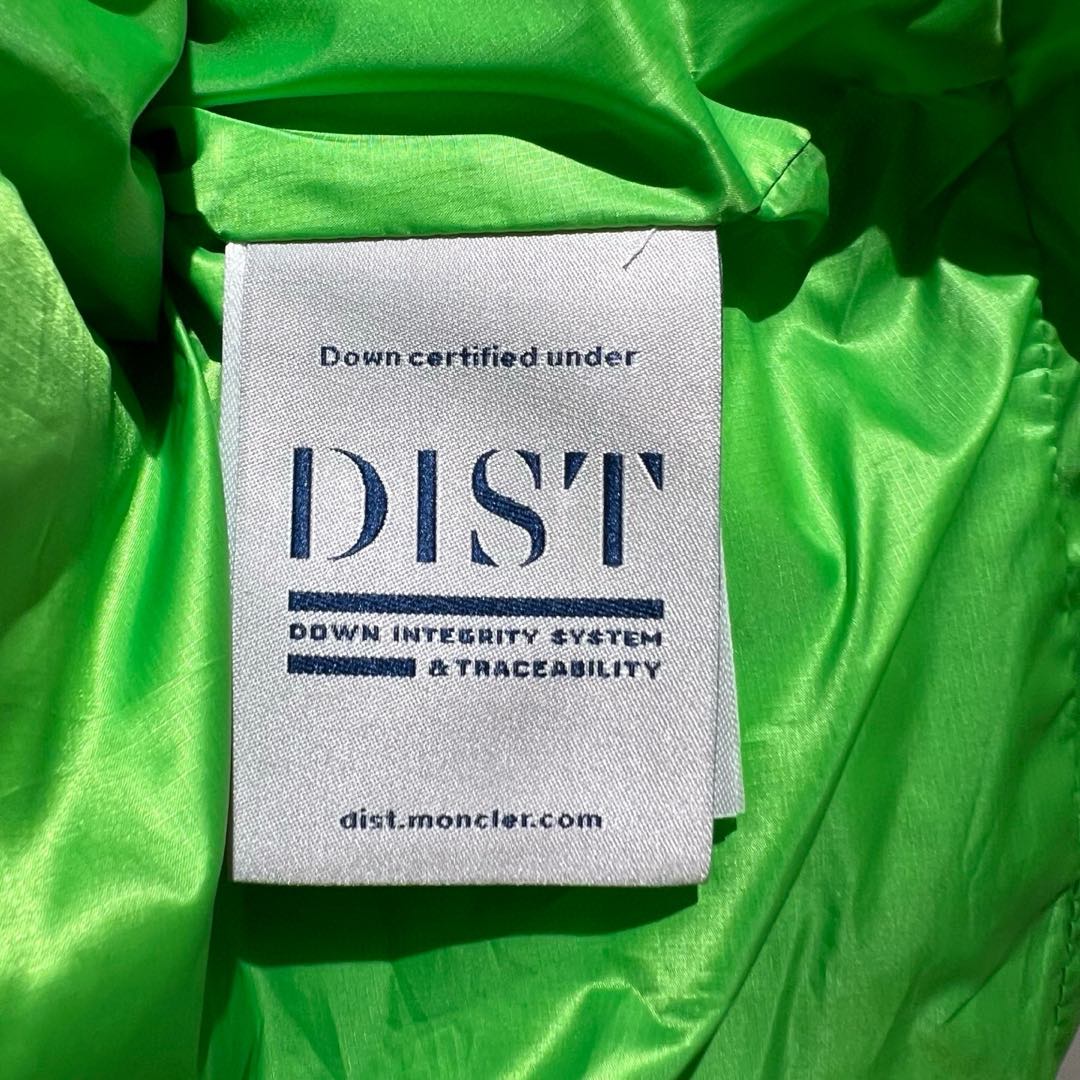 Down certified under
DIST
DOWN INTEGRITY SYSTEM
& TRACEABILITY
dist.moncler.com